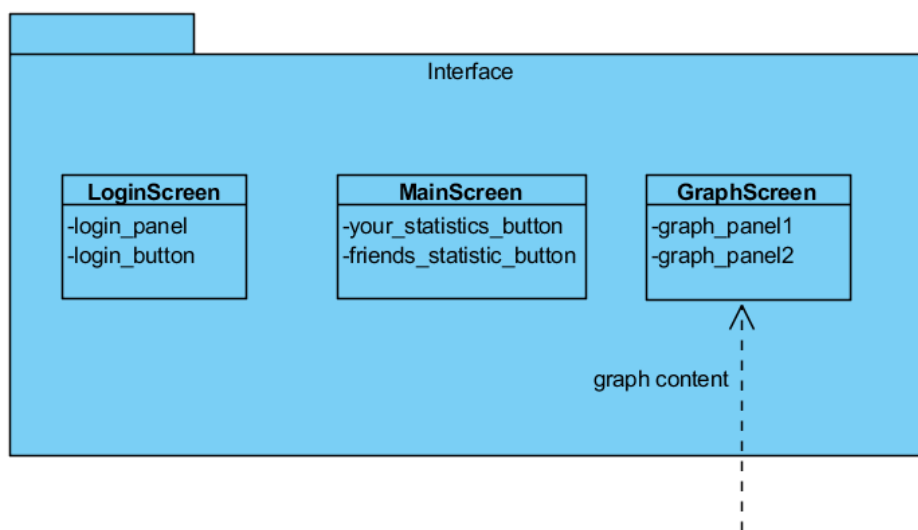 Interface
LoginScreen
-login_panel
-login_button
MainScreen
-your_statistics_button
-friends_statistic_button
GraphScreen
-graph_panel1
-graph_panel2
graph content